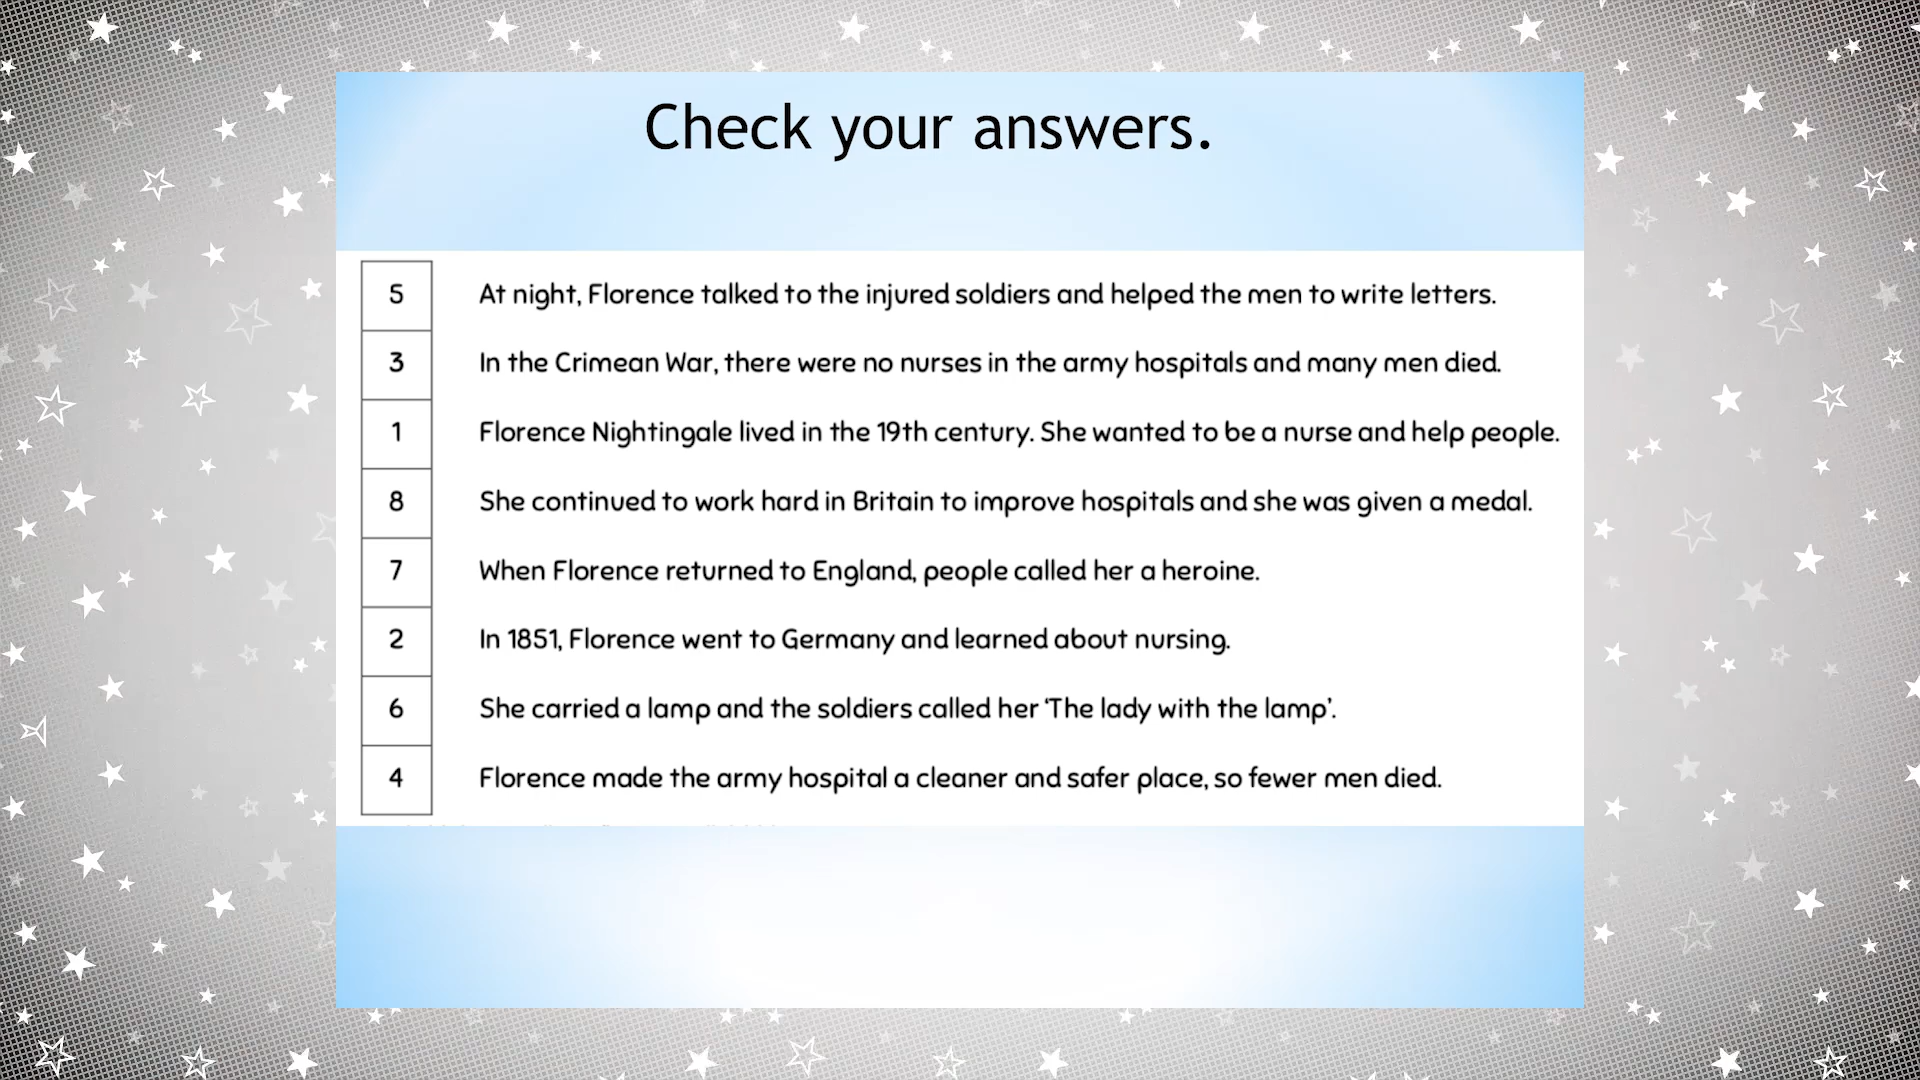 Check your answers.
5 At night, Florence talked to the injured soldiers and helped the men to write letters.
3 In the Crimean War, there were no nurses in the army hospitals and many men died.
1 Florence Nightingale lived in the 19th century. She wanted to be a nurse and help people.
8 She continued to work hard in Britain to improve hospitals and she was given a medal.
7 When Florence returned to England, people called her a heroine.
2 In 1851, Florence went to Germany and learned about nursing.
6 She carried a lamp and the soldiers called her ‘The lady with the lamp’.
4 Florence made the army hospital a cleaner and safer place, so fewer men died.